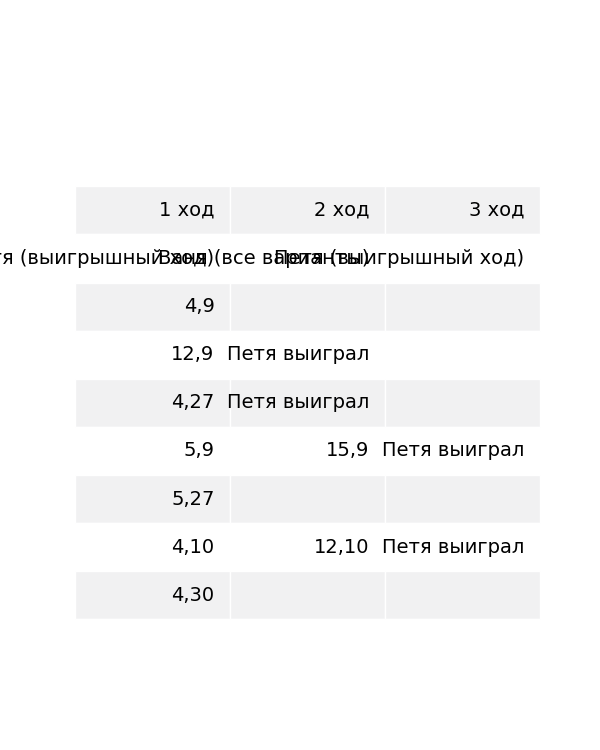 1 ход 2 ход 3 ход
тя (выигрышный ход) Ваня (все варианты) Петя (выигрышный ход)
4,9
12,9 Петя выиграл
4,27 Петя выиграл
5,9 15,9 Петя выиграл
5,27
4,10 12,10 Петя выиграл
4,30